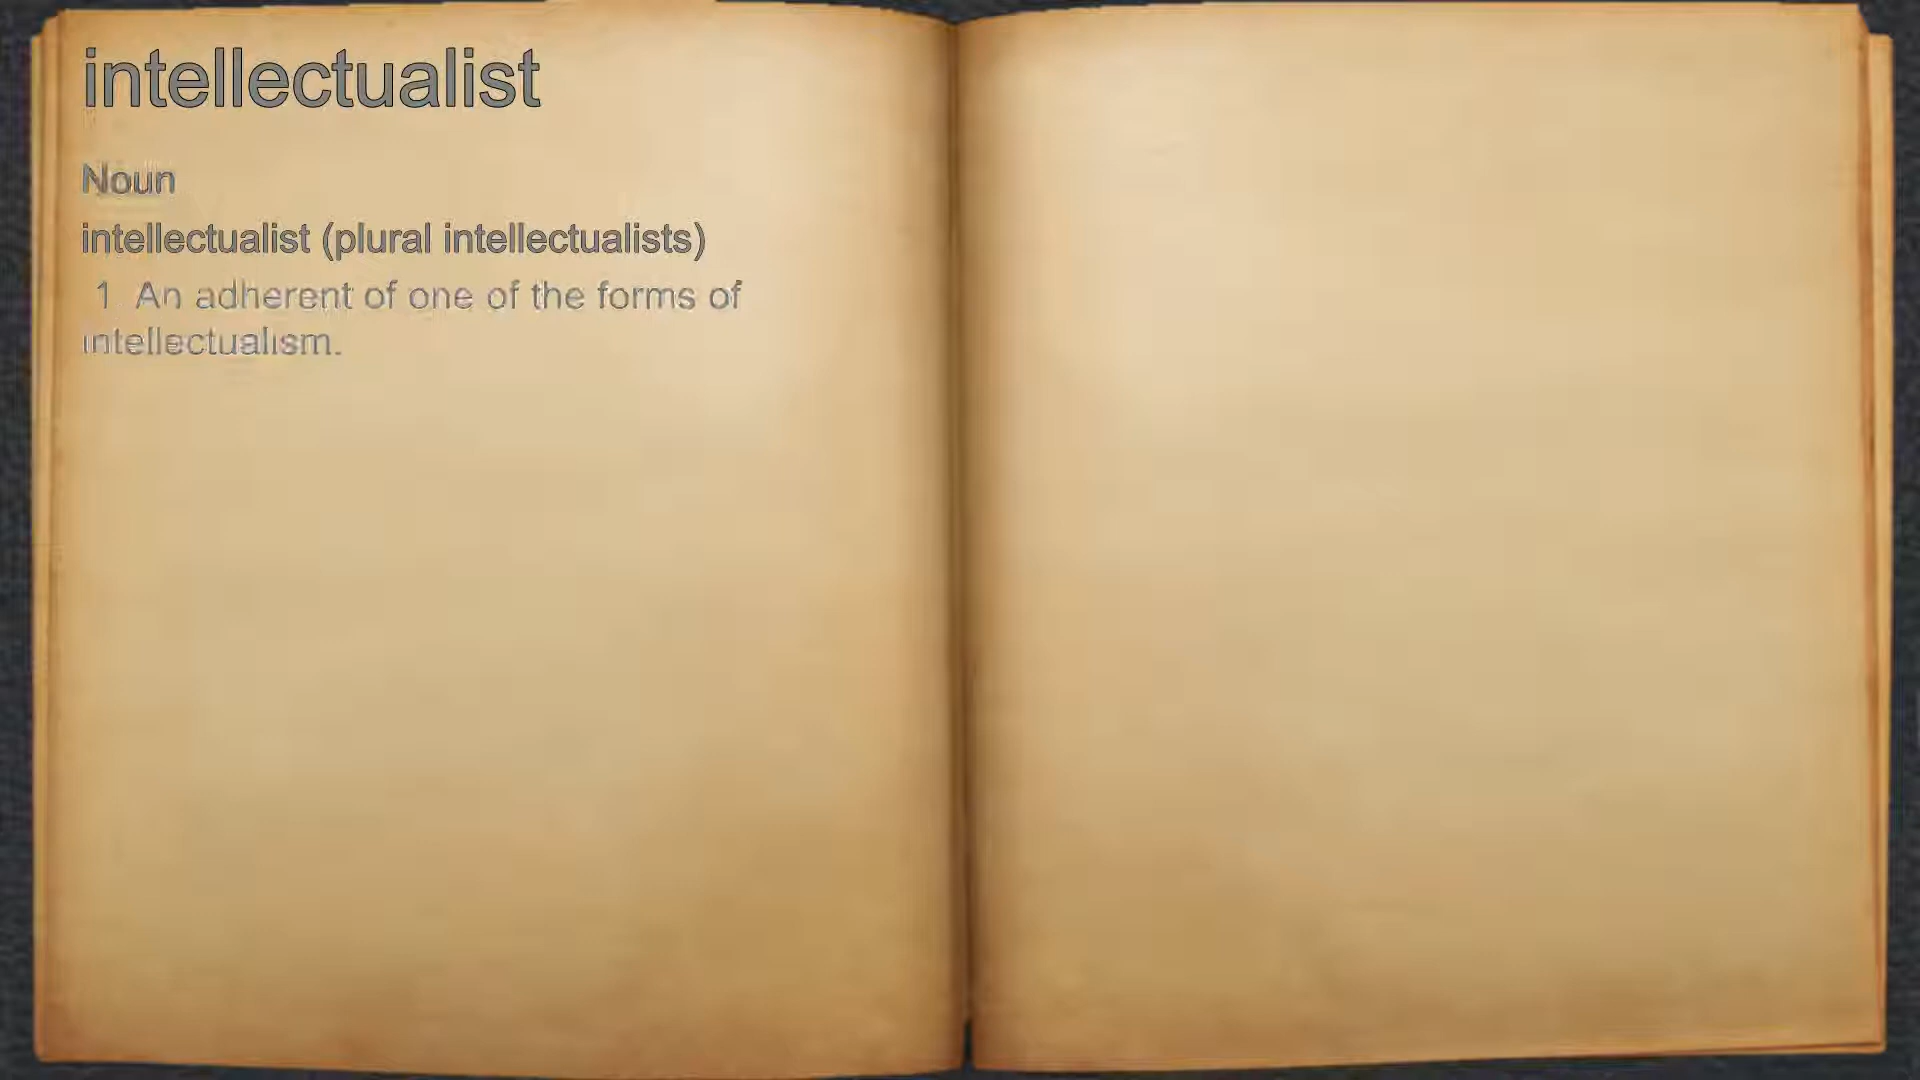 intellectualist
Noun
intellectualist (plural intellectualists)
1 An adherent of one of the forms of
intellectualism.